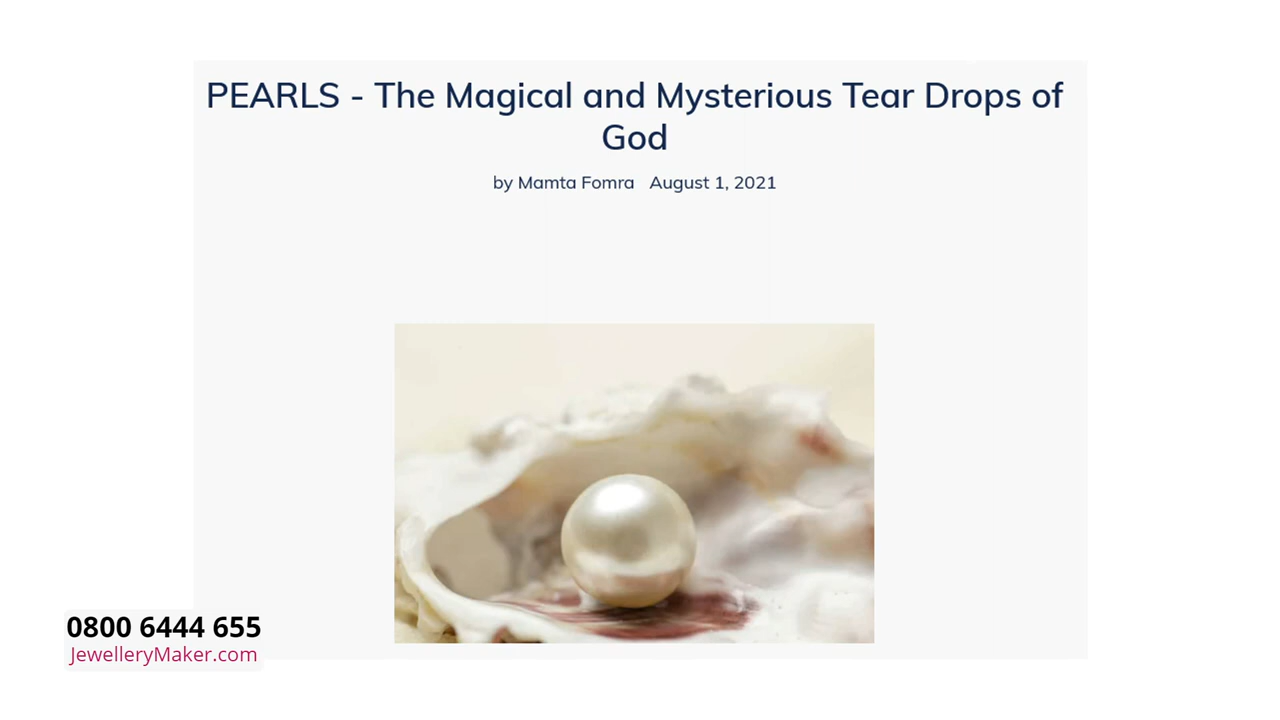 PEARLS - The Magical and Mysterious Tear Drops of
God
by Mamta Fomra August 1, 2021
0800 6444 655
JewelleryMaker.com